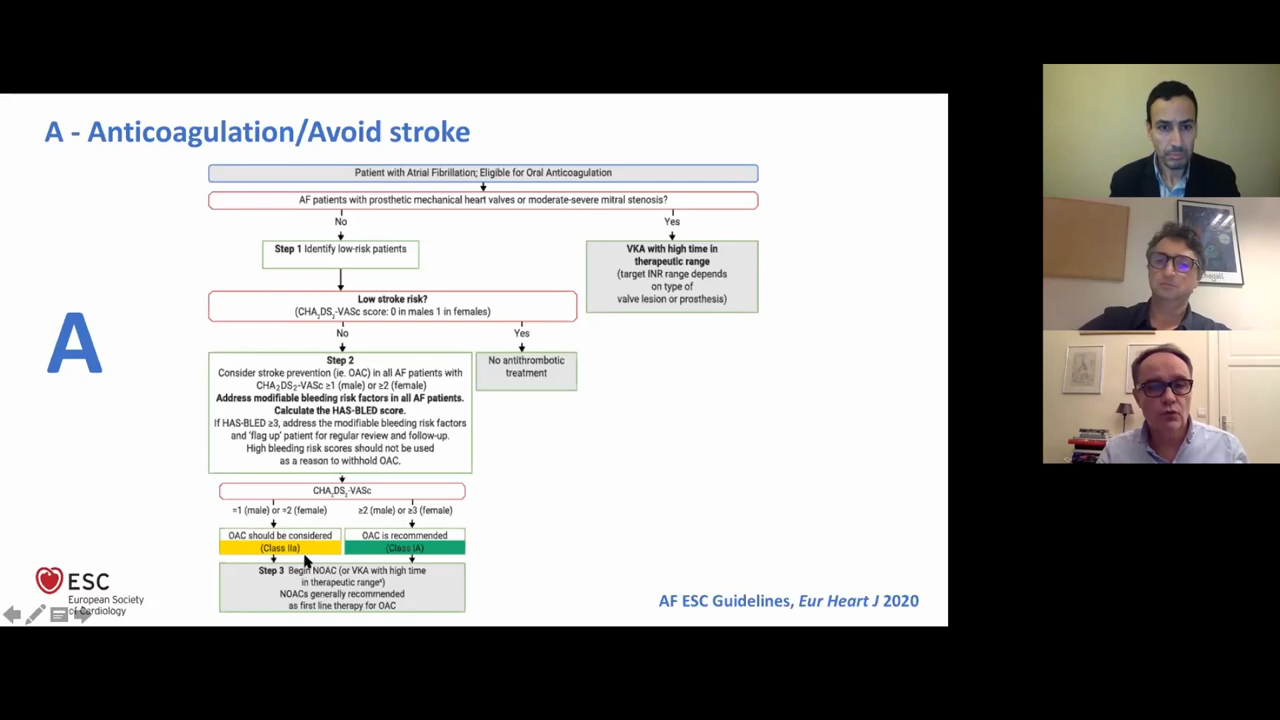 A - Anticoagulation/Avoid stroke
Patient with Atrial Fibrillation; Eligible for Oral Anticoagulation
AF patients with prosthetic mechanical heart valves or moderate-severe mitral stenosis?
No
Yes
Step 1 Identify low-risk patients
VKA with high time in
therapeutic range
(target INR range depends
on type of
valve lesion or prosthesis)
Low stroke risk?
(CHA₂DS₂-VASc score: 0 in males 1 in females)
No
Yes
A
Step 2
Consider stroke prevention (ie. OAC) in all AF patients with
CHA₂DS₂-VASc ≥1 (male) or ≥2 (female)
Address modifiable bleeding risk factors in all AF patients.
Calculate the HAS-BLED score.
If HAS-BLED ≥3, address the modifiable bleeding risk factors
and 'flag up' patient for regular review and follow-up.
High bleeding risk scores should not be used
as a reason to withhold OAC.
No antithrombotic
treatment
CHA₂DS₂-VASc
=1 (male) or =2 (female)
≥2 (male) or ≥3 (female)
OAC should be considered
(Class IIa)
OAC is recommended
(Class IA)
Step 3 Begin NOAC (or VKA with high time
in therapeutic rangeᵃ)
NOACs generally recommended
as first line therapy for OAC
ESC
European Society
of Cardiology
AF ESC Guidelines, Eur Heart J 2020